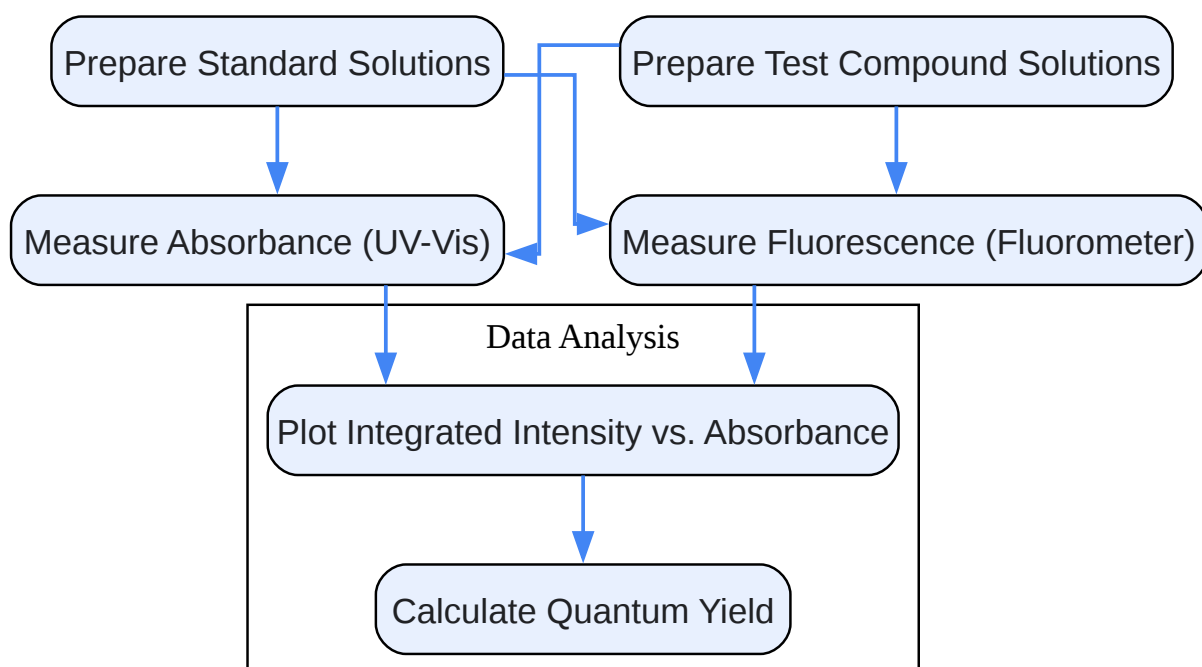 Prepare Standard Solutions
Prepare Test Compound Solutions
Measure Absorbance (UV-Vis)
Measure Fluorescence (Fluorometer)
Data Analysis
Plot Integrated Intensity vs. Absorbance
Calculate Quantum Yield